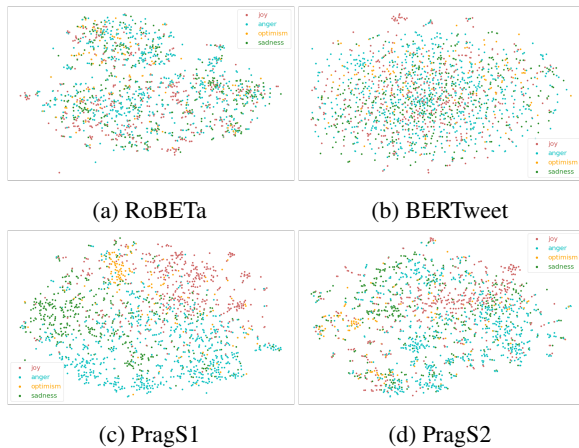 joy
anger
optimism
sadness
joy
anger
optimism
sadness
(a) RoBETa
(b) BERTweet
joy
anger
optimism
sadness
joy
anger
optimism
sadness
(c) PragS1
(d) PragS2